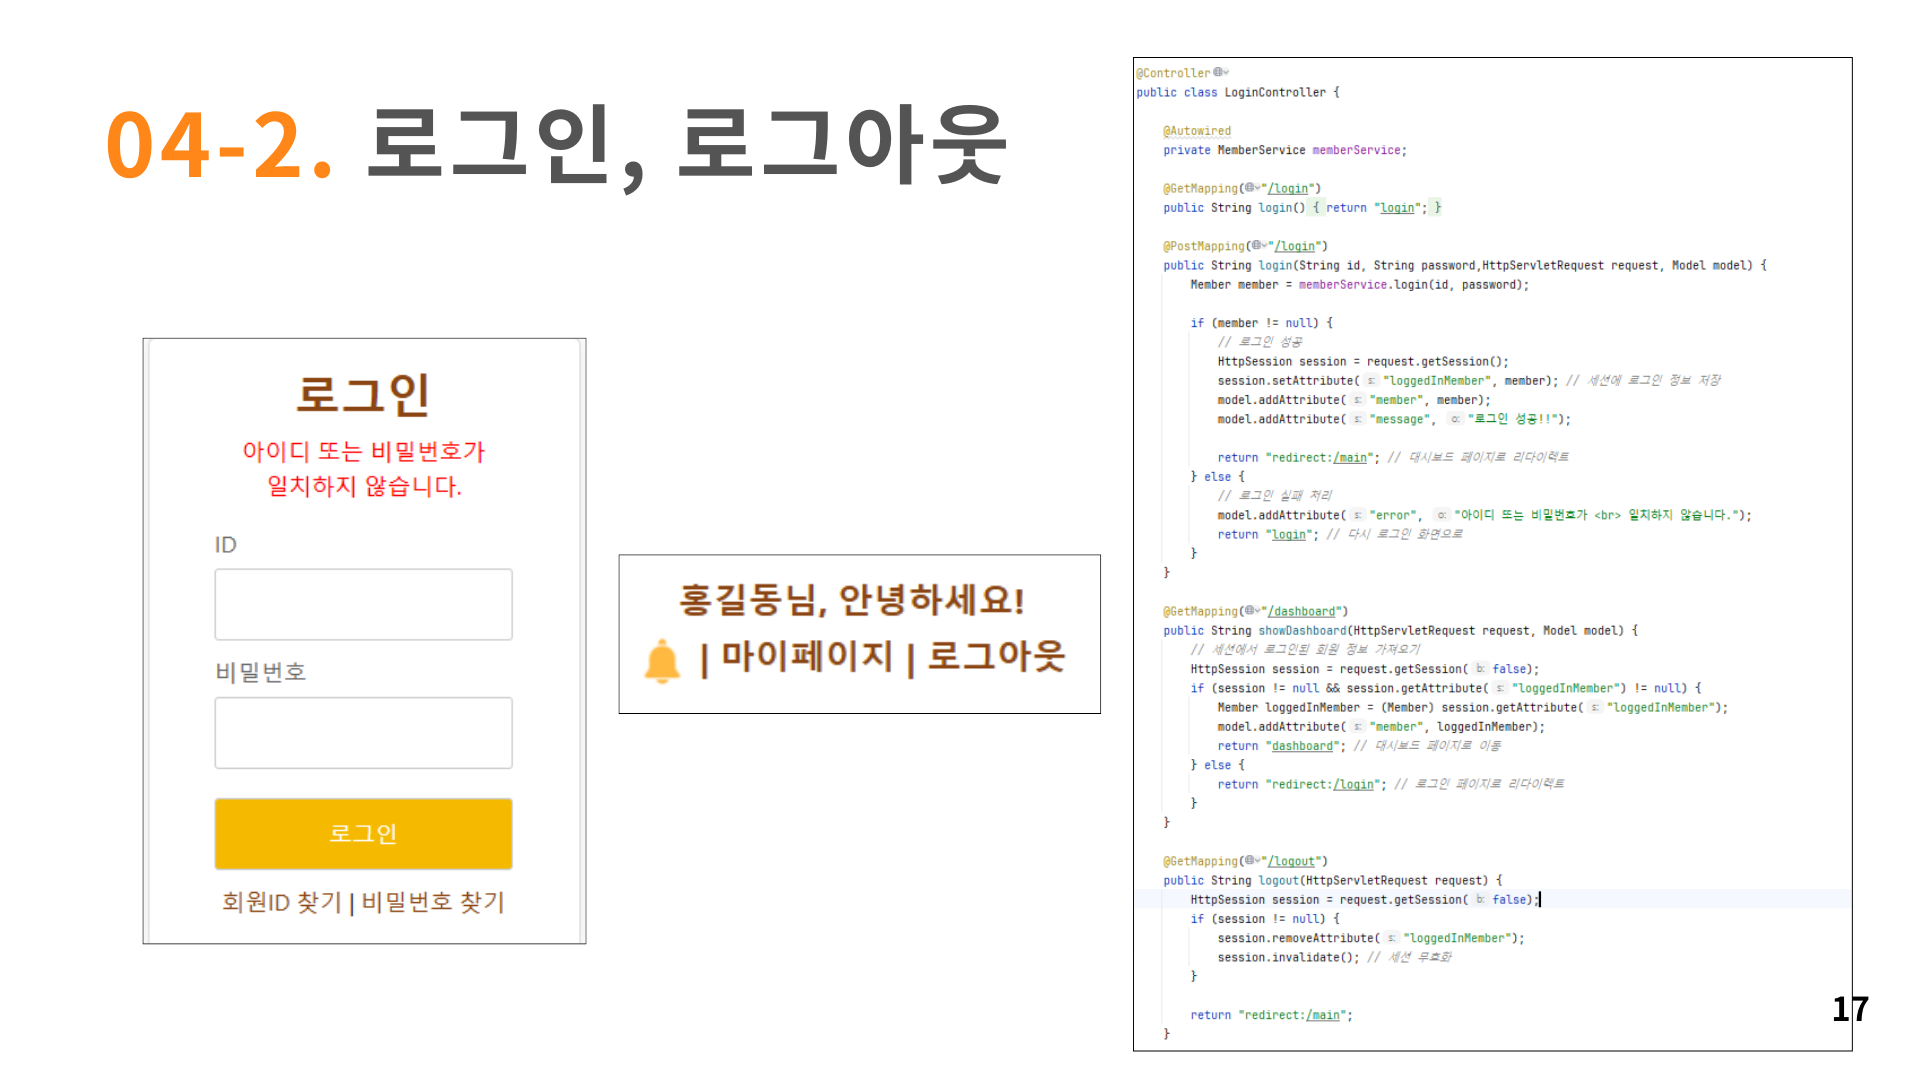 04-2. 로그인, 로그아웃
로그인
아이디 또는 비밀번호가
일치하지 않습니다.
ID
비밀번호
로그인
회원ID 찾기 | 비밀번호 찾기
홍길동님, 안녕하세요!
| 마이페이지 | 로그아웃
@Controller
public class LoginController {
@Autowired
private MemberService memberService;
@GetMapping("/login")
public String login() { return "login"; }
@PostMapping("/login")
public String login(String id, String password,HttpServletRequest request, Model model) {
Member member = memberService.login(id, password);
if (member != null) {
// 로그인 성공
HttpSession session = request.getSession();
session.setAttribute( s: "loggedInMember", member); // 세션에 로그인 정보 저장
model.addAttribute( s: "member", member);
model.addAttribute( s: "message", o: "로그인 성공!!");
return "redirect:/main"; // 대시보드 페이지로 리다이렉트
} else {
// 로그인 실패 처리
model.addAttribute( s: "error", o: "아이디 또는 비밀번호가 <br> 일치하지 않습니다.");
return "login"; // 다시 로그인 화면으로
}
}
@GetMapping("/dashboard")
public String showDashboard(HttpServletRequest request, Model model) {
// 세션에서 로그인된 회원 정보 가져오기
HttpSession session = request.getSession( b: false);
if (session != null && session.getAttribute( s: "loggedInMember") != null) {
Member loggedInMember = (Member) session.getAttribute( s: "loggedInMember");
model.addAttribute( s: "member", loggedInMember);
return "dashboard"; // 대시보드 페이지로 이동
} else {
return "redirect:/login"; // 로그인 페이지로 리다이렉트
}
}
@GetMapping("/logout")
public String logout(HttpServletRequest request) {
HttpSession session = request.getSession( b: false);
if (session != null) {
session.removeAttribute( s: "loggedInMember");
session.invalidate(); // 세션 무효화
}
return "redirect:/main";
}
17